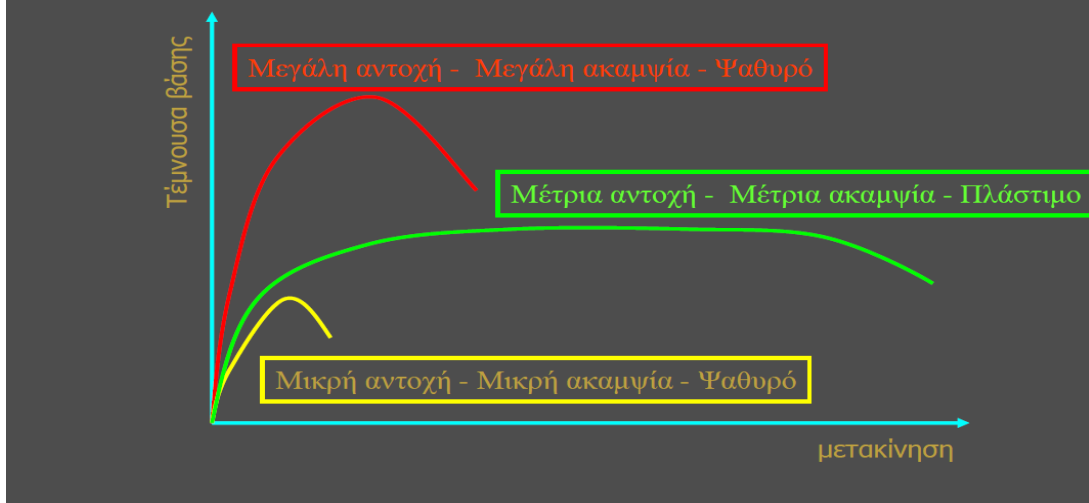 Τέμνουσα βάσης
Μεγάλη αντοχή - Μεγάλη ακαμψία - Ψαθυρό
Μέτρια αντοχή - Μέτρια ακαμψία - Πλάστιμο
Μικρή αντοχή - Μικρή ακαμψία - Ψαθυρό
μετακίνηση